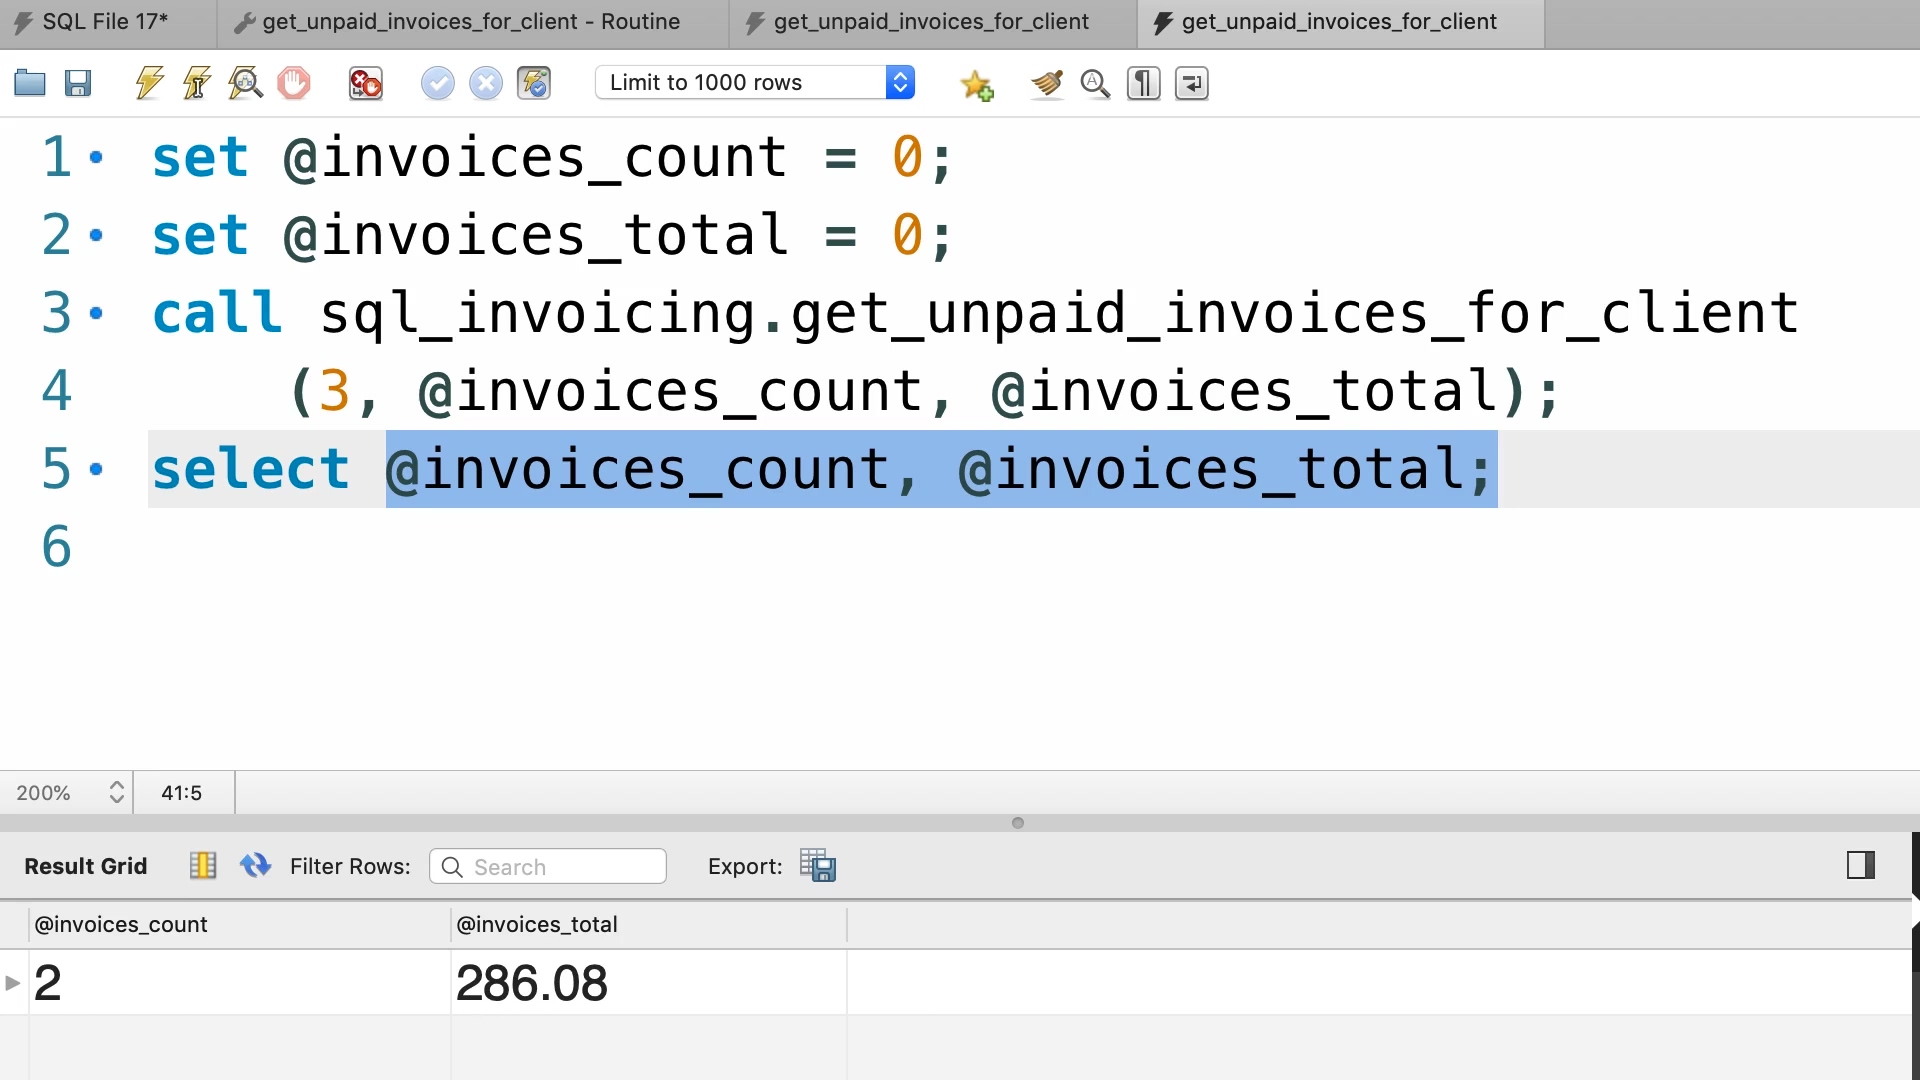 SQL File 17* get_unpaid_invoices_for_client - Routine get_unpaid_invoices_for_client get_unpaid_invoices_for_client
Limit to 1000 rows
1 set @invoices_count = 0;
2 set @invoices_total = 0;
3 call sql_invoicing.get_unpaid_invoices_for_client
4 (3, @invoices_count, @invoices_total);
5 select @invoices_count, @invoices_total;
6
200% 41:5
Result Grid Filter Rows: Search Export:
@invoices_count @invoices_total
2 286.08